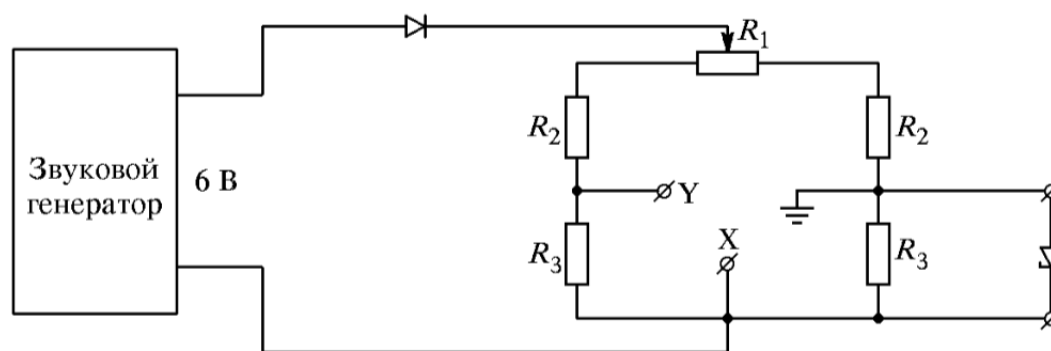 Звуковой
генератор
6 В
R1
R2
R2
Y
X
R3
R3